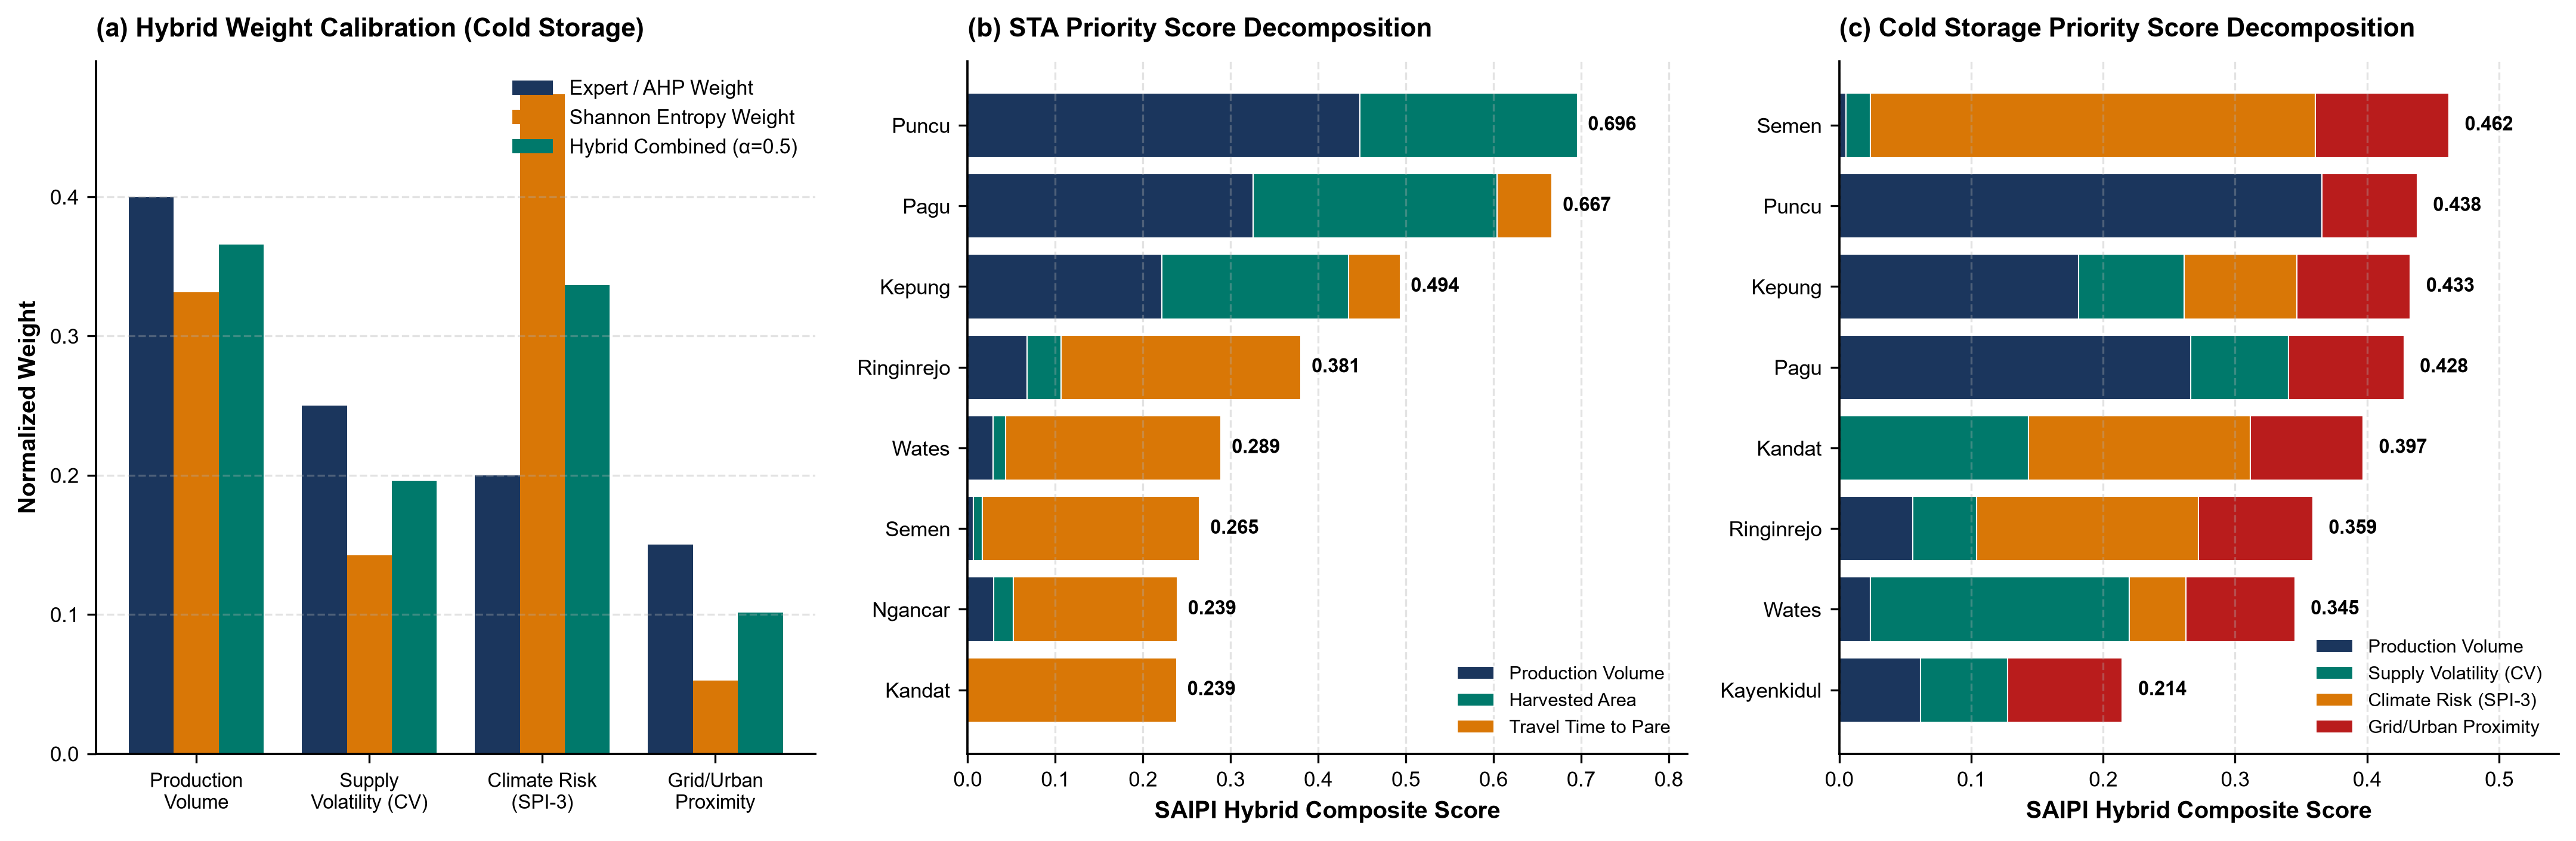 (a) Hybrid Weight Calibration (Cold Storage)
Expert / AHP Weight
Shannon Entropy Weight
Hybrid Combined (α=0.5)
Normalized Weight
0.4
0.3
0.2
0.1
0.0
Production
Volume
Supply
Volatility (CV)
Climate Risk
(SPI-3)
Grid/Urban
Proximity
(b) STA Priority Score Decomposition
Puncu 0.696
Pagu 0.667
Kepung 0.494
Ringinrejo 0.381
Wates 0.289
Semen 0.265
Ngancar 0.239
Kandat 0.239
Production Volume
Harvested Area
Travel Time to Pare
0.0 0.1 0.2 0.3 0.4 0.5 0.6 0.7 0.8
SAIPI Hybrid Composite Score
(c) Cold Storage Priority Score Decomposition
Semen 0.462
Puncu 0.438
Kepung 0.433
Pagu 0.428
Kandat 0.397
Ringinrejo 0.359
Wates 0.345
Kayenkidul 0.214
Production Volume
Supply Volatility (CV)
Climate Risk (SPI-3)
Grid/Urban Proximity
0.0 0.1 0.2 0.3 0.4 0.5
SAIPI Hybrid Composite Score